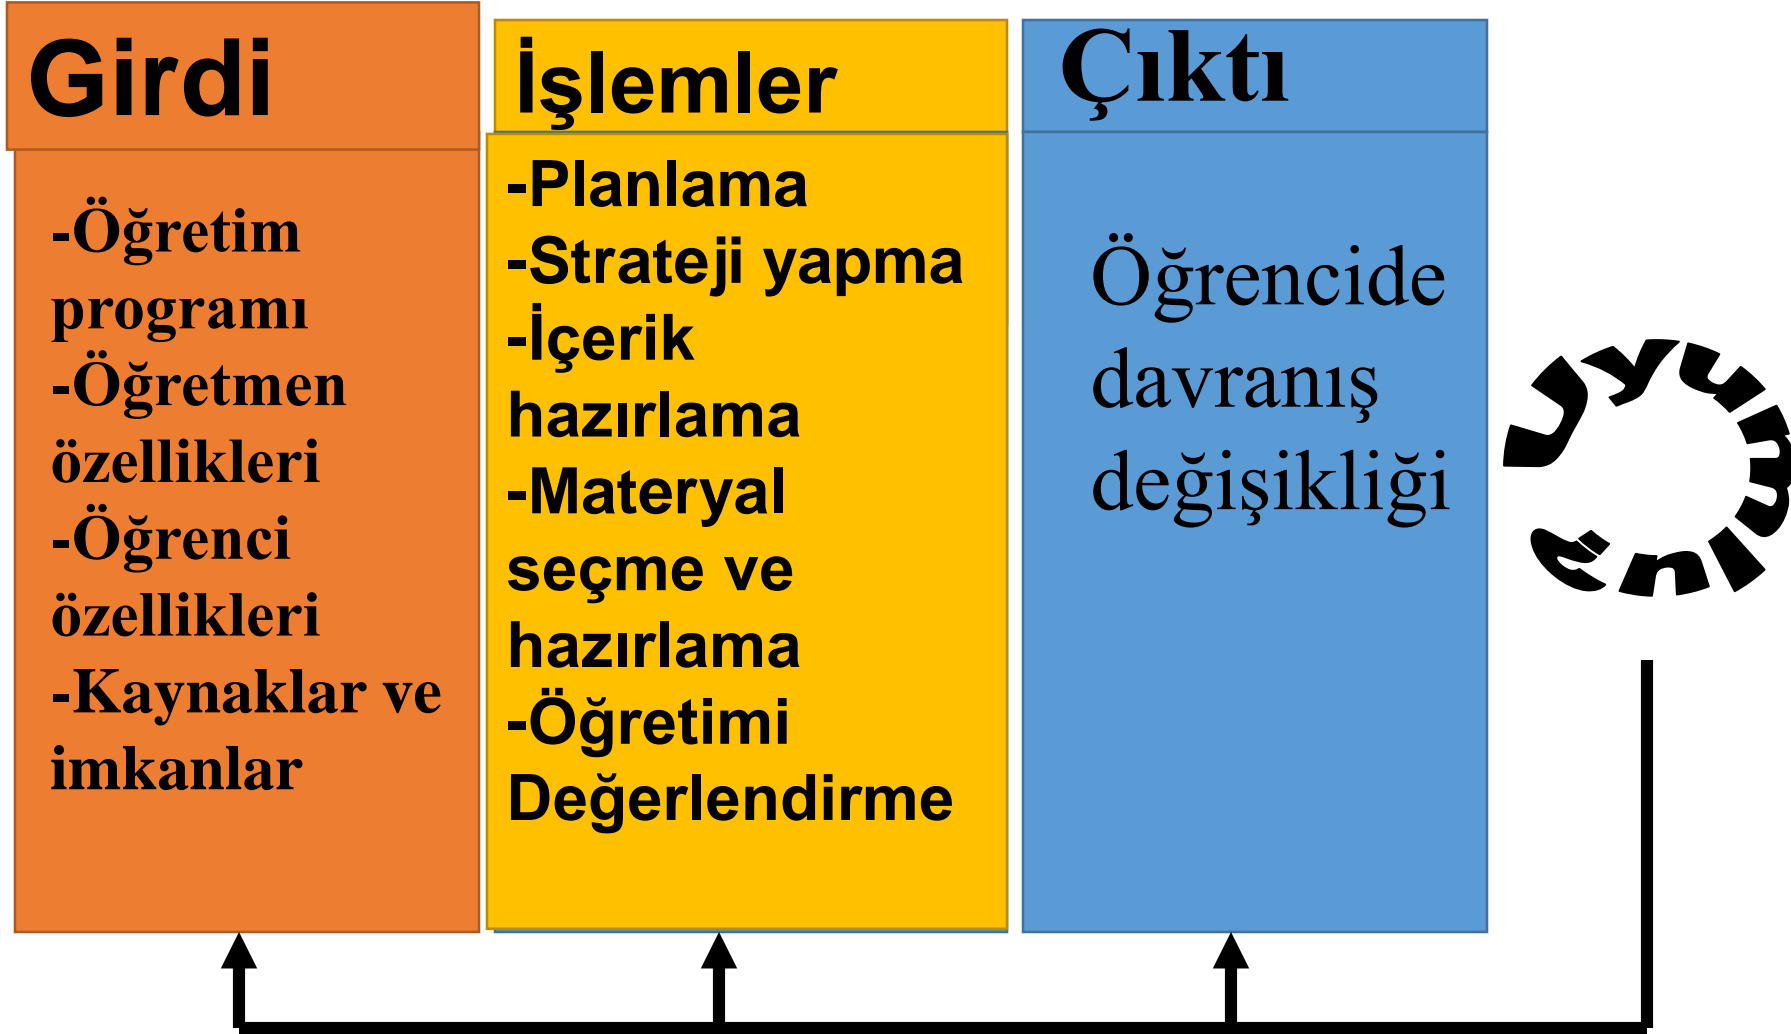 Girdi
-Öğretim
programı
-Öğretmen
özellikleri
-Öğrenci
özellikleri
-Kaynaklar ve
imkanlar
İşlemler
-Planlama
-Strateji yapma
-İçerik
hazırlama
-Materyal
seçme ve
hazırlama
-Öğretimi
Değerlendirme
Çıktı
Öğrencide
davranış
değişikliği